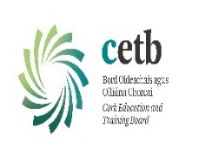 cetb
Bord Oideachais agus
Oiliúna Chorcaí
Cork Education and
Training Board